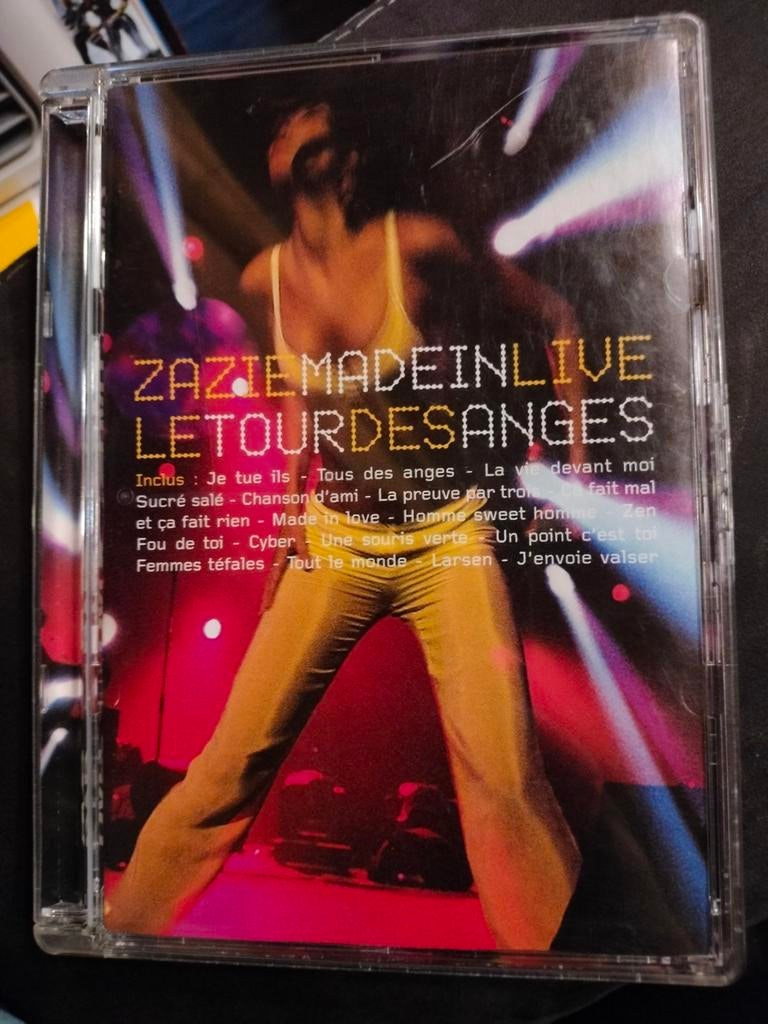 ZAZIEMADEINLIVE
LETOURDESANGES
Inclus : Je tue ils - Tous des anges - La vie devant moi
Sucré salé - Chanson d'ami - La preuve par trois - Ça fait mal
et ça fait rien - Made in love - Homme sweet homme - Zen
Fou de toi - Cyber - Une souris verte - Un point c'est toi
Femmes téfales - Tout le monde - Larsen - J'envoie valser